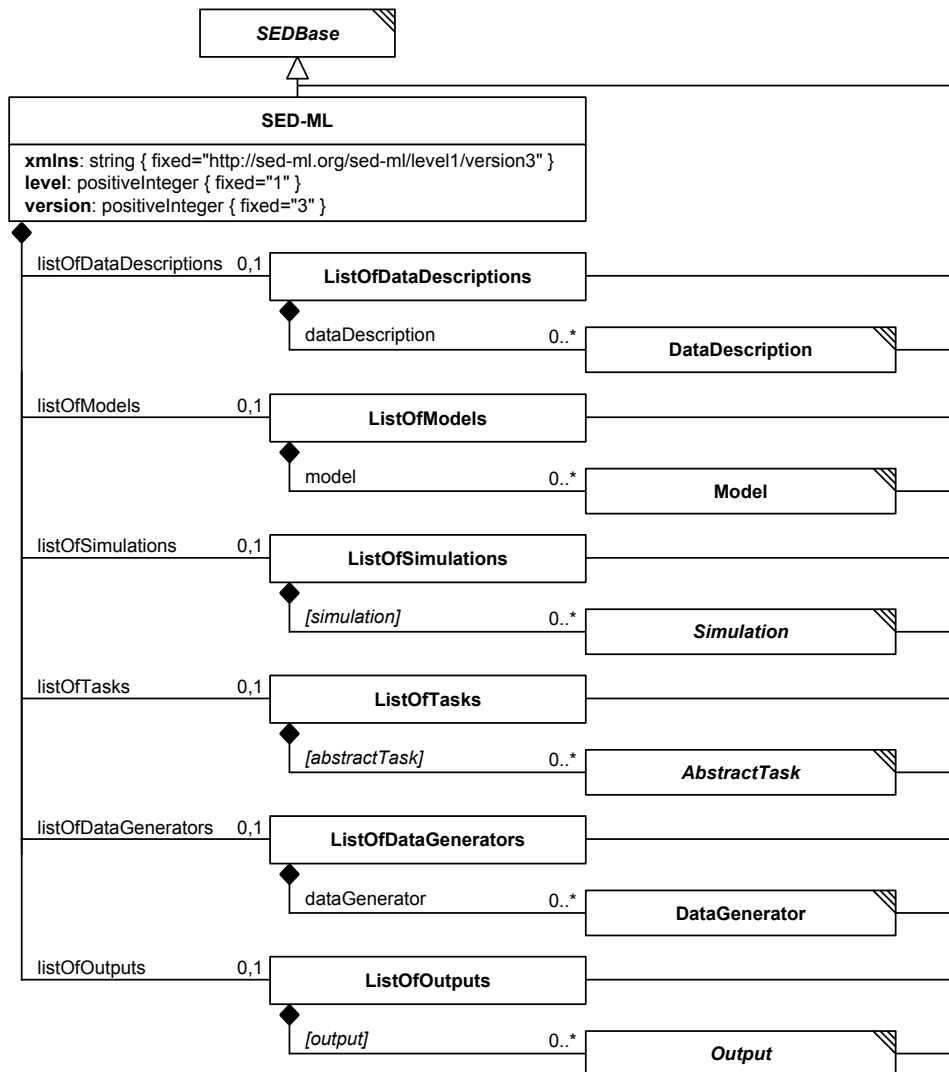 SEDBase
SED-ML
xmlns: string { fixed="http://sed-ml.org/sed-ml/level1/version3" }
level: positiveInteger { fixed="1" }
version: positiveInteger { fixed="3" }
listOfDataDescriptions 0,1
ListOfDataDescriptions
dataDescription 0..*
DataDescription
listOfModels 0,1
ListOfModels
model 0..*
Model
listOfSimulations 0,1
ListOfSimulations
[simulation] 0..*
Simulation
listOfTasks 0,1
ListOfTasks
[abstractTask] 0..*
AbstractTask
listOfDataGenerators 0,1
ListOfDataGenerators
dataGenerator 0..*
DataGenerator
listOfOutputs 0,1
ListOfOutputs
[output] 0..*
Output